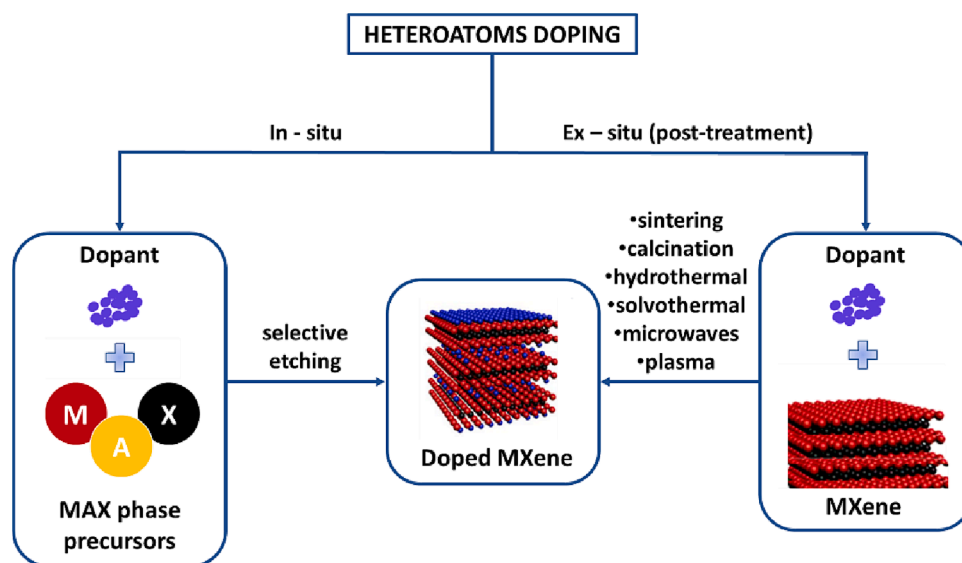 HETEROATOMS DOPING
In - situ
Ex – situ (post-treatment)
Dopant
M
A
X
MAX phase
precursors
selective
etching
Doped MXene
•sintering
•calcination
•hydrothermal
•solvothermal
•microwaves
•plasma
Dopant
MXene